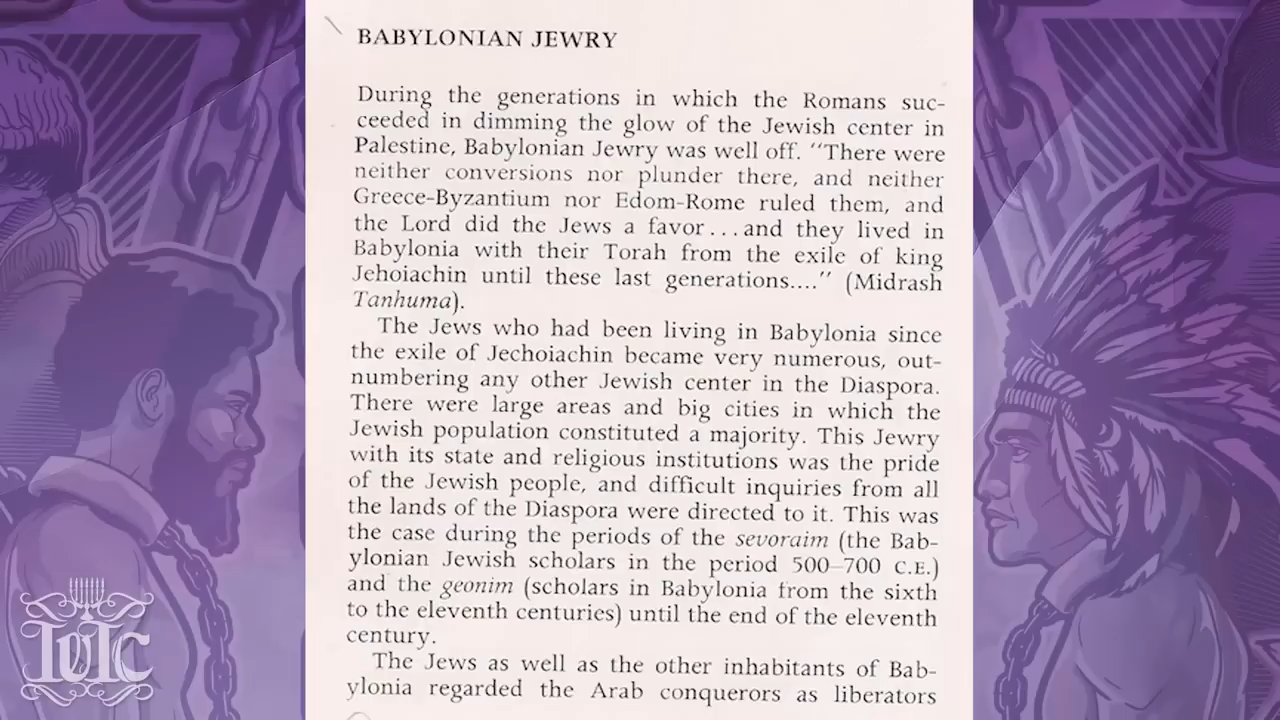 BABYLONIAN JEWRY
During the generations in which the Romans suc-
ceeded in dimming the glow of the Jewish center in
Palestine, Babylonian Jewry was well off. "There were
neither conversions nor plunder there, and neither
Greece-Byzantium nor Edom-Rome ruled them, and
the Lord did the Jews a favor...and they lived in
Babylonia with their Torah from the exile of king
Jehoiachin until these last generations...." (Midrash
Tanhuma).
The Jews who had been living in Babylonia since
the exile of Jechoiachin became very numerous, out-
numbering any other Jewish center in the Diaspora.
There were large areas and big cities in which the
Jewish population constituted a majority. This Jewry
with its state and religious institutions was the pride
of the Jewish people, and difficult inquiries from all
the lands of the Diaspora were directed to it. This was
the case during the periods of the sevoraim (the Bab-
ylonian Jewish scholars in the period 500–700 C.E.)
and the geonim (scholars in Babylonia from the sixth
to the eleventh centuries) until the end of the eleventh
century.
The Jews as well as the other inhabitants of Bab-
ylonia regarded the Arab conquerors as liberators
IUIC